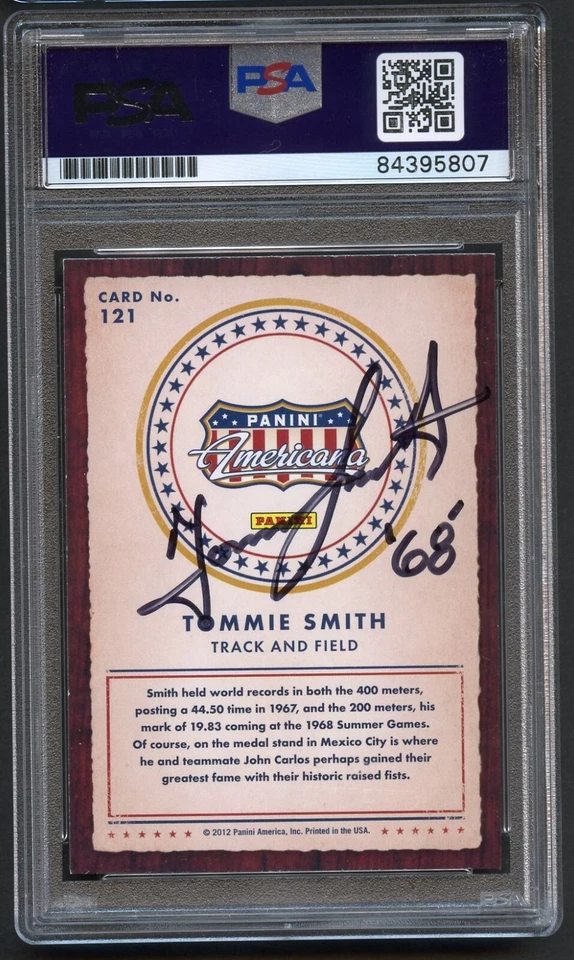 PSA
PSA
84395807
CARD No.
121
PANINI
Americana
PANINI
Tommie Smith
'68'
TOMMIE SMITH
TRACK AND FIELD
Smith held world records in both the 400 meters,
posting a 44.50 time in 1967, and the 200 meters, his
mark of 19.83 coming at the 1968 Summer Games.
Of course, on the medal stand in Mexico City is where
he and teammate John Carlos perhaps gained their
greatest fame with their historic raised fists.
© 2012 Panini America, Inc. Printed in the USA.
PSA